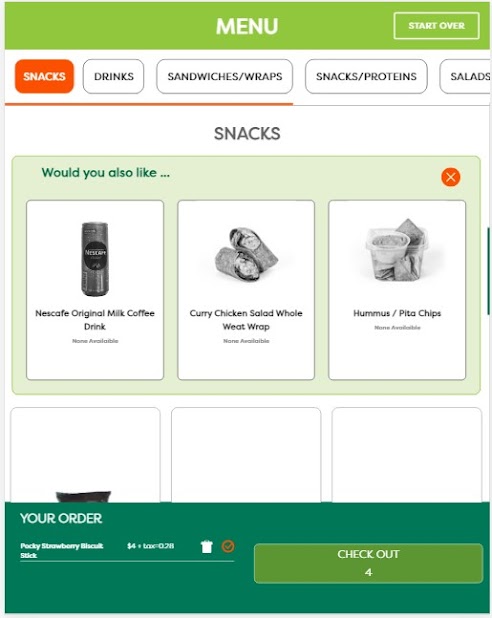 MENU
START OVER
SNACKS
DRINKS
SANDWICHES/WRAPS
SNACKS/PROTEINS
SALADS
SNACKS
Would you also like ...
NESCAFE
Nescafe Original Milk Coffee
Drink
None Available
Curry Chicken Salad Whole
Weat Wrap
None Available
Hummus / Pita Chips
None Available
YOUR ORDER
Pocky Strawberry Biscuit
Stick
$4 + tax=0.28
CHECK OUT
4